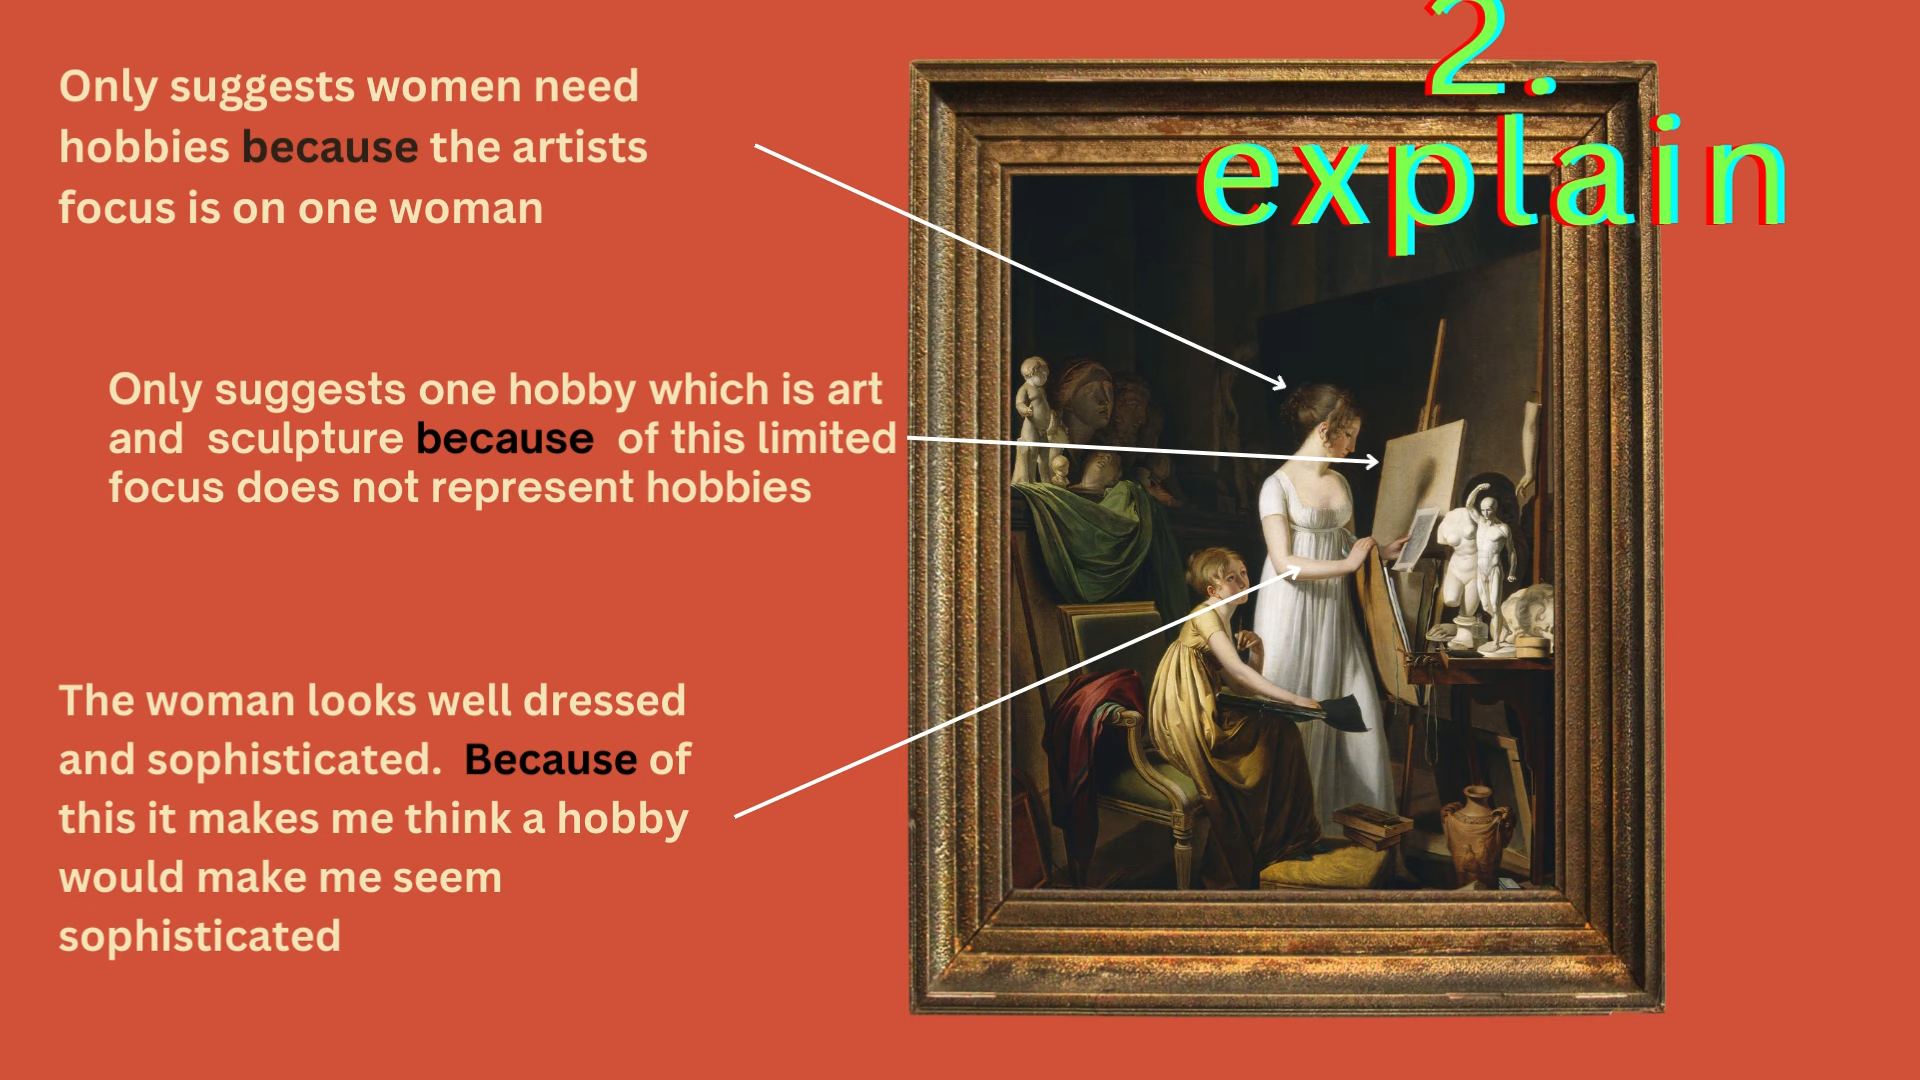 2.
explain
Only suggests women need
hobbies because the artists
focus is on one woman
Only suggests one hobby which is art
and sculpture because of this limited
focus does not represent hobbies
The woman looks well dressed
and sophisticated. Because of
this it makes me think a hobby
would make me seem
sophisticated